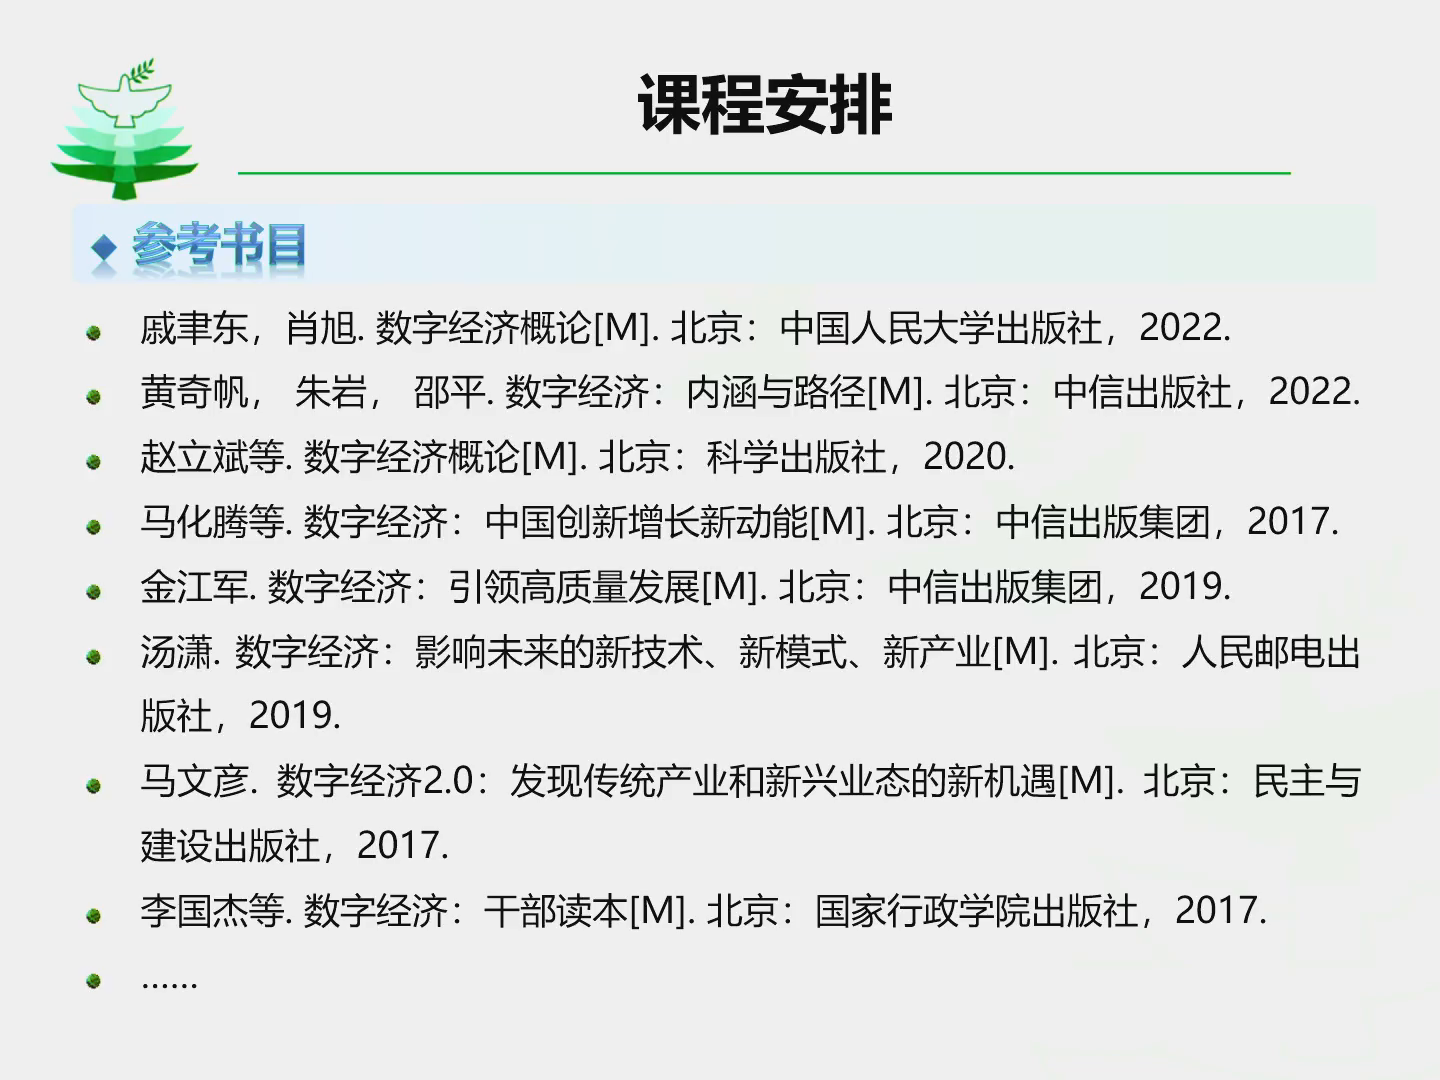 课程安排
参考书目
戚聿东，肖旭. 数字经济概论[M]. 北京：中国人民大学出版社，2022.
黄奇帆， 朱岩， 邵平. 数字经济：内涵与路径[M]. 北京：中信出版社，2022.
赵立斌等. 数字经济概论[M]. 北京：科学出版社，2020.
马化腾等. 数字经济：中国创新增长新动能[M]. 北京：中信出版集团，2017.
金江军. 数字经济：引领高质量发展[M]. 北京：中信出版集团，2019.
汤潇. 数字经济：影响未来的新技术、新模式、新产业[M]. 北京：人民邮电出
版社，2019.
马文彦. 数字经济2.0：发现传统产业和新兴业态的新机遇[M]. 北京：民主与
建设出版社，2017.
李国杰等. 数字经济：干部读本[M]. 北京：国家行政学院出版社，2017.
......